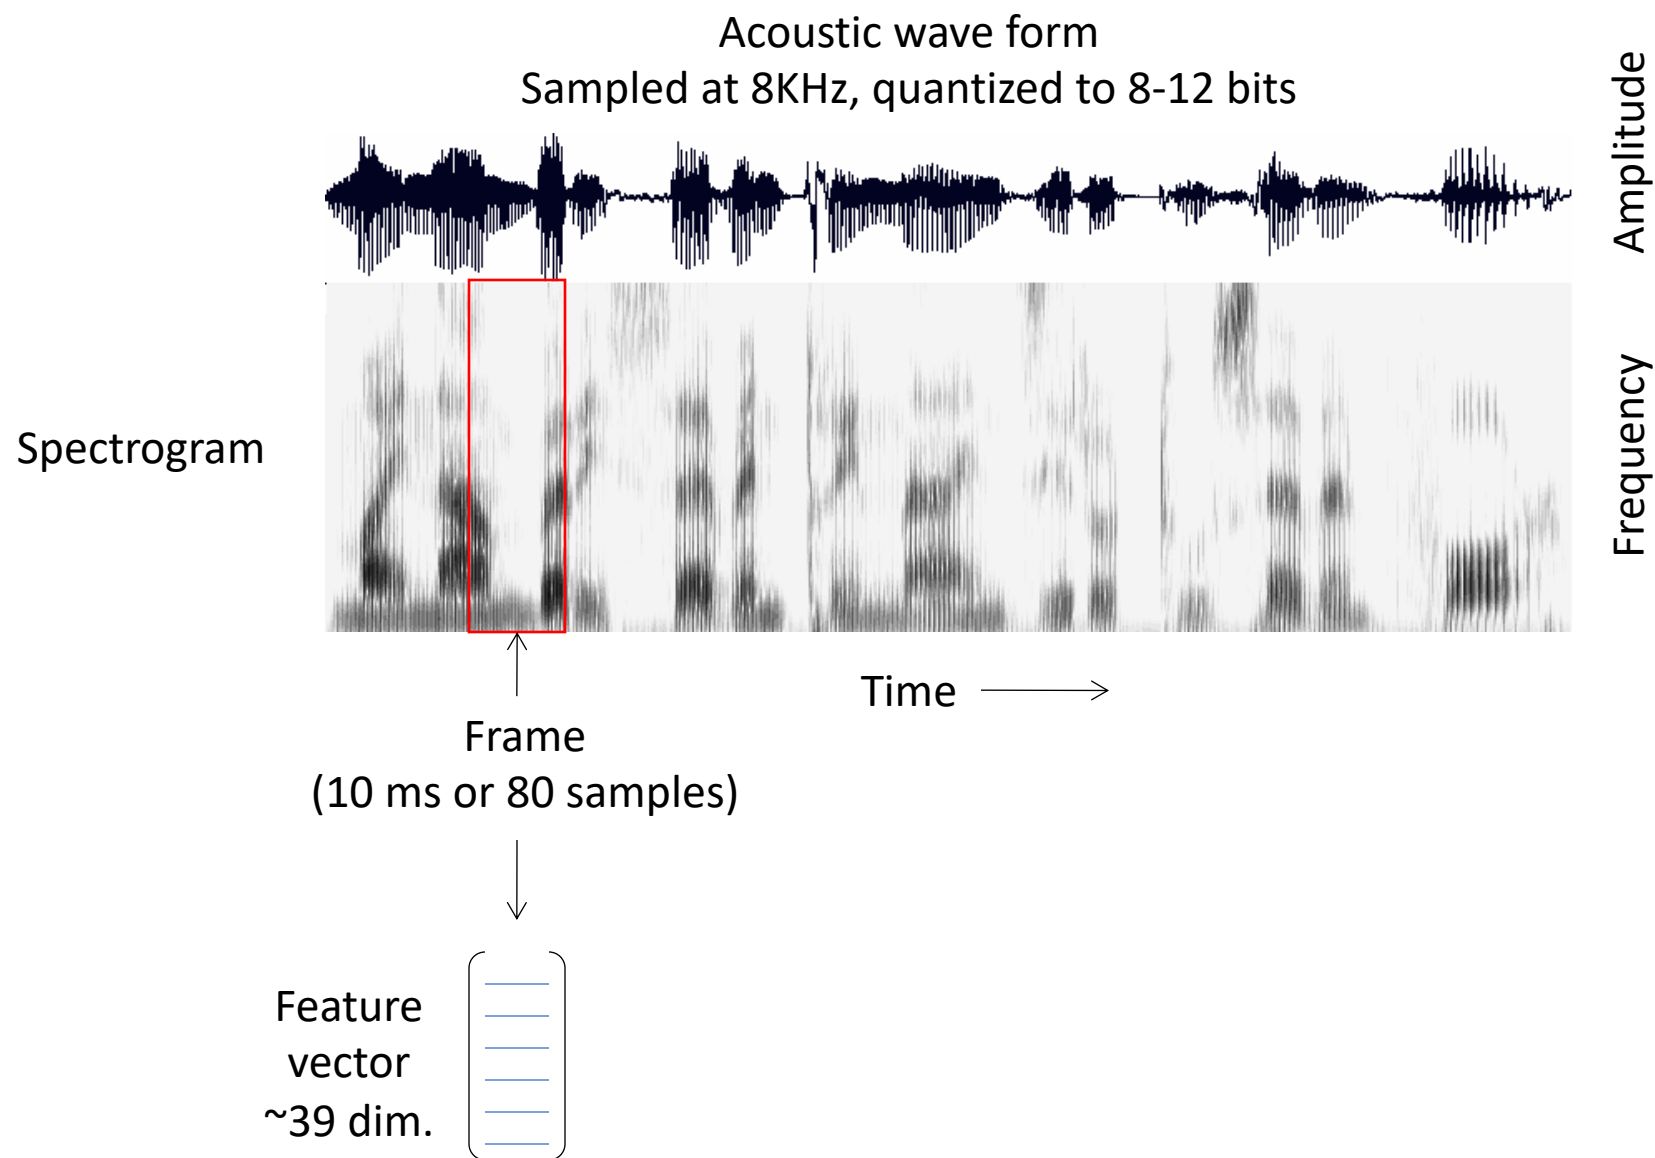 Acoustic wave form
Sampled at 8KHz, quantized to 8-12 bits
Amplitude
Spectrogram
Frequency
Time
Frame
(10 ms or 80 samples)
Feature
vector
~39 dim.